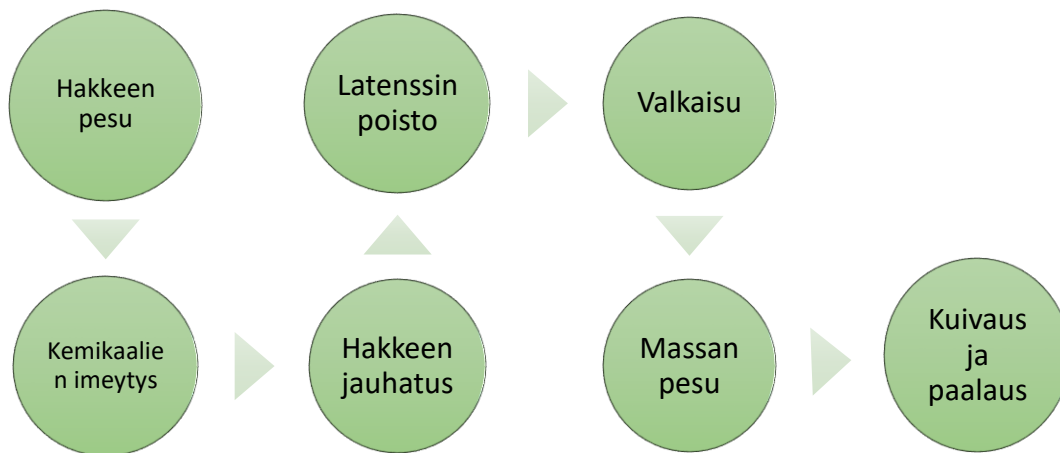 Hakkeen
pesu
Kemikaalie
n imeytys
Hakkeen
jauhatus
Latenssin
poisto
Valkaisu
Massan
pesu
Kuivaus
ja
paalaus